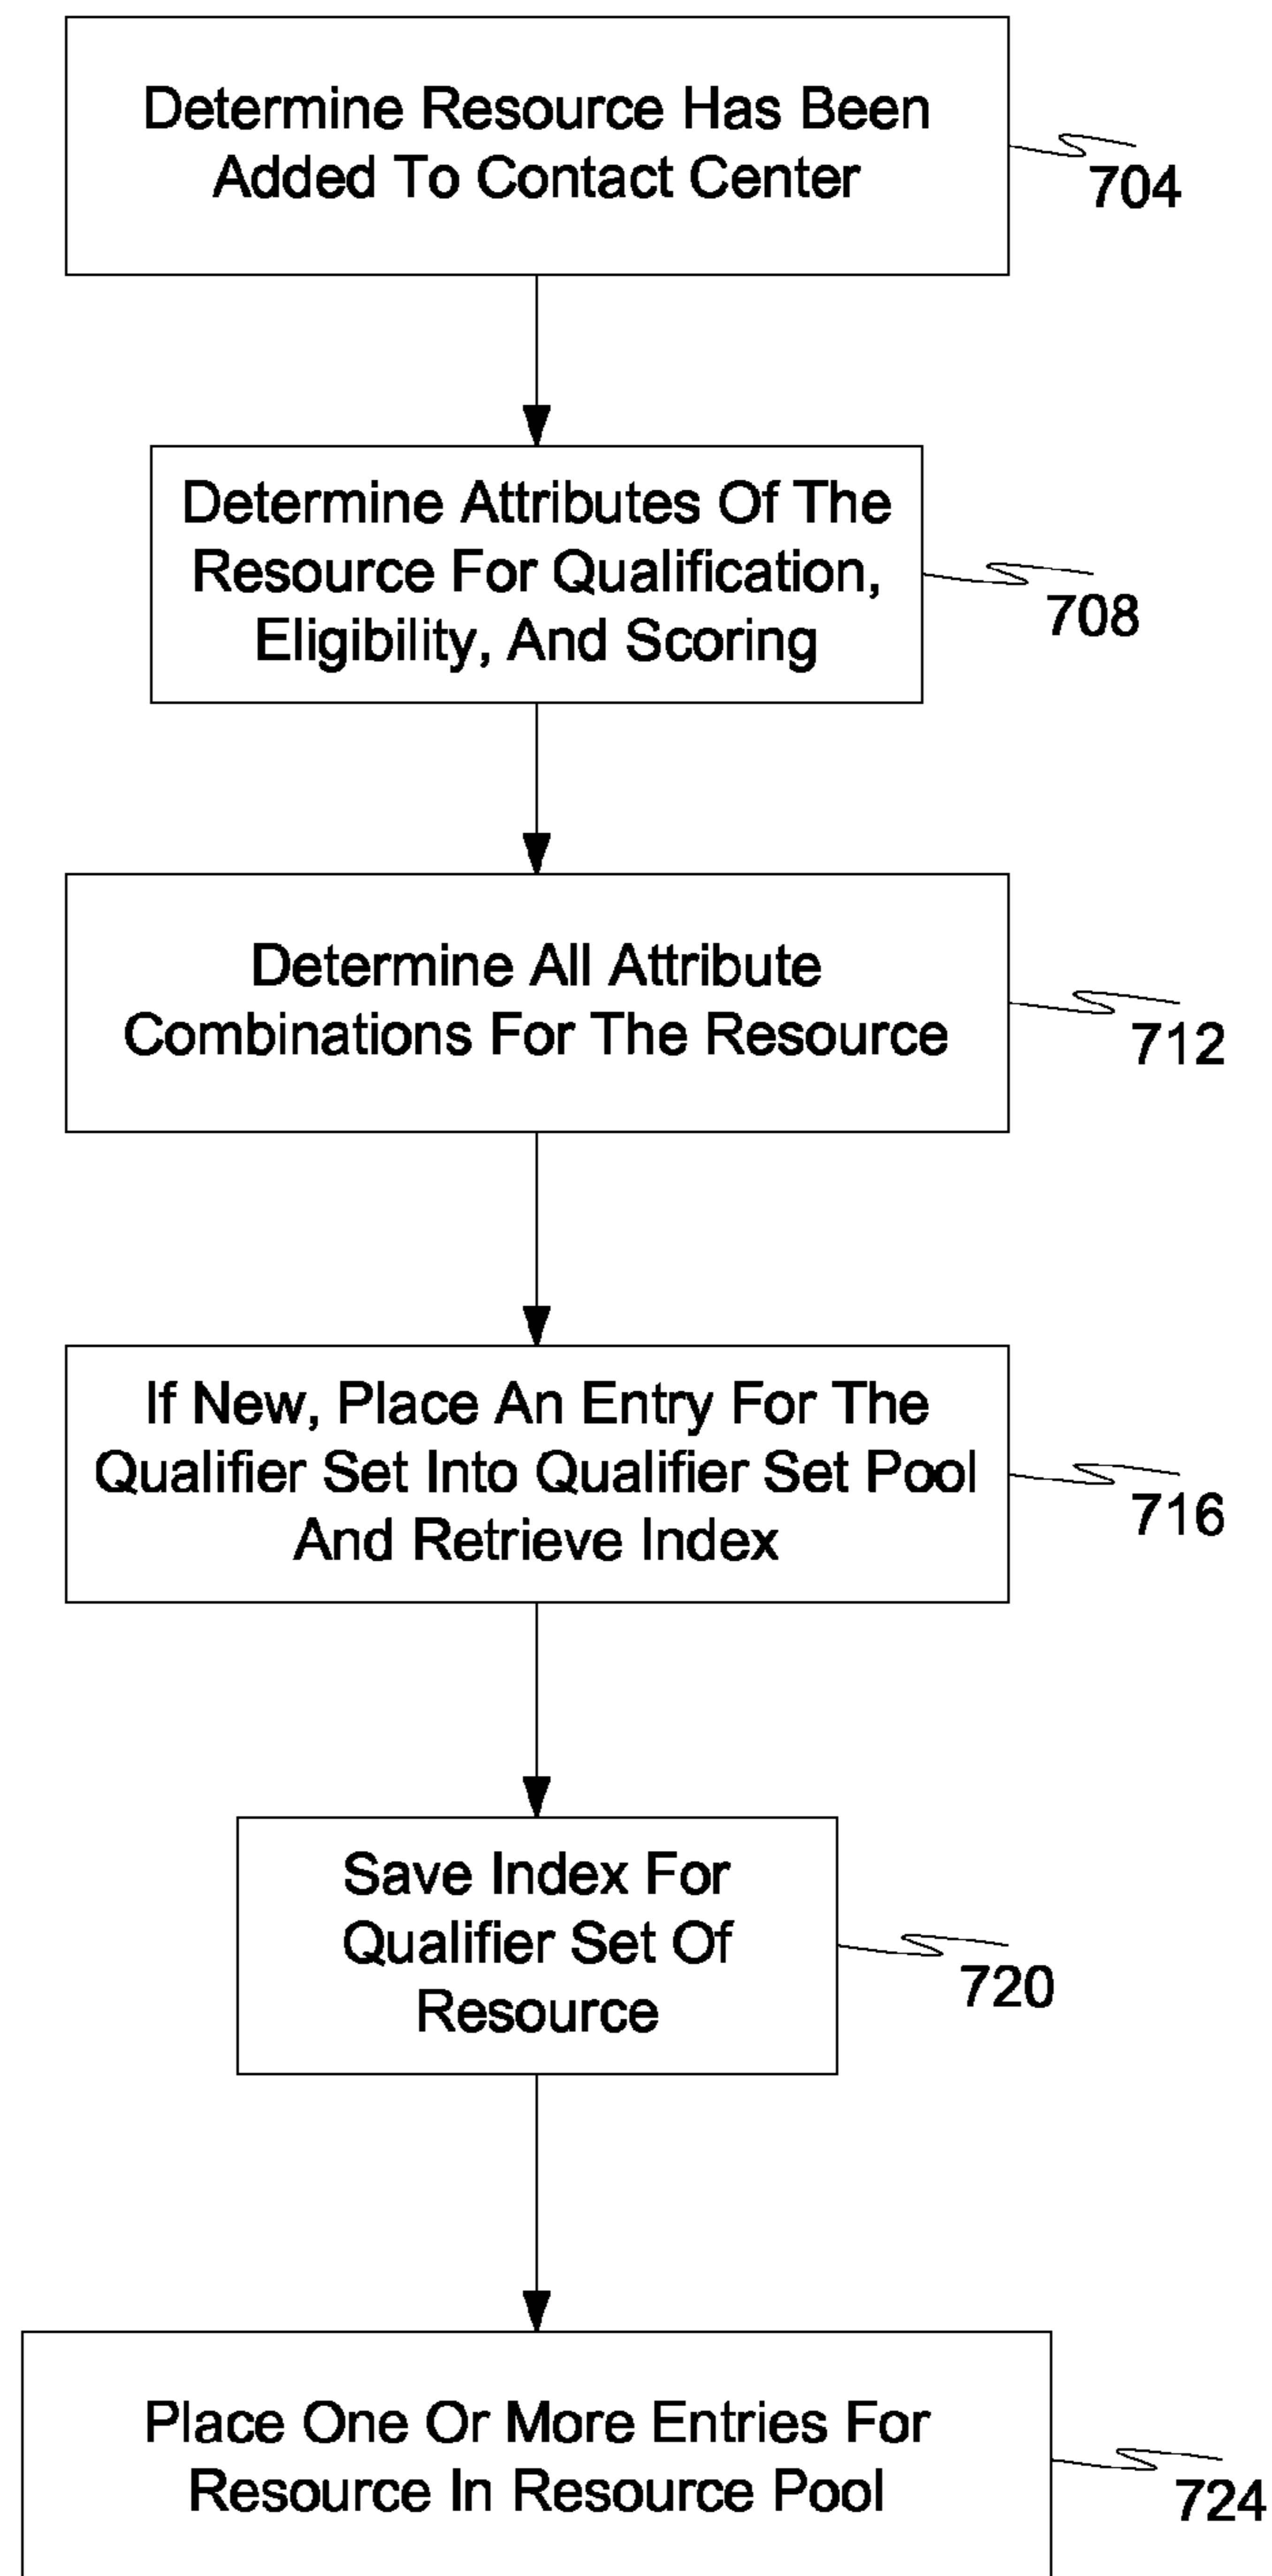 Determine Resource Has Been
Added To Contact Center
704
Determine Attributes Of The
Resource For Qualification,
Eligibility, And Scoring
708
Determine All Attribute
Combinations For The Resource
712
If New, Place An Entry For The
Qualifier Set Into Qualifier Set Pool
And Retrieve Index
716
Save Index For
Qualifier Set Of
Resource
720
Place One Or More Entries For
Resource In Resource Pool
724